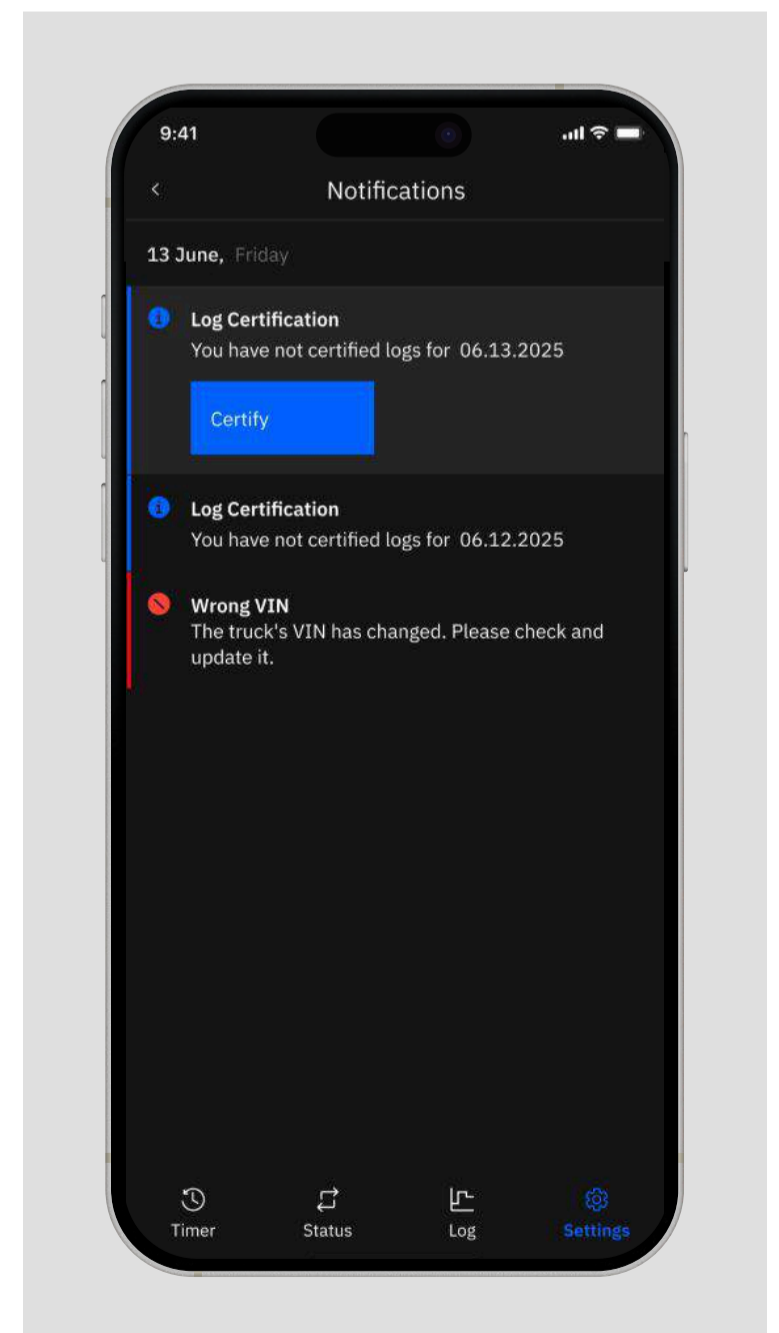 9:41
Notifications
13 June, Friday
Log Certification
You have not certified logs for 06.13.2025
Certify
Log Certification
You have not certified logs for 06.12.2025
Wrong VIN
The truck's VIN has changed. Please check and
update it.
Timer Status Log Settings